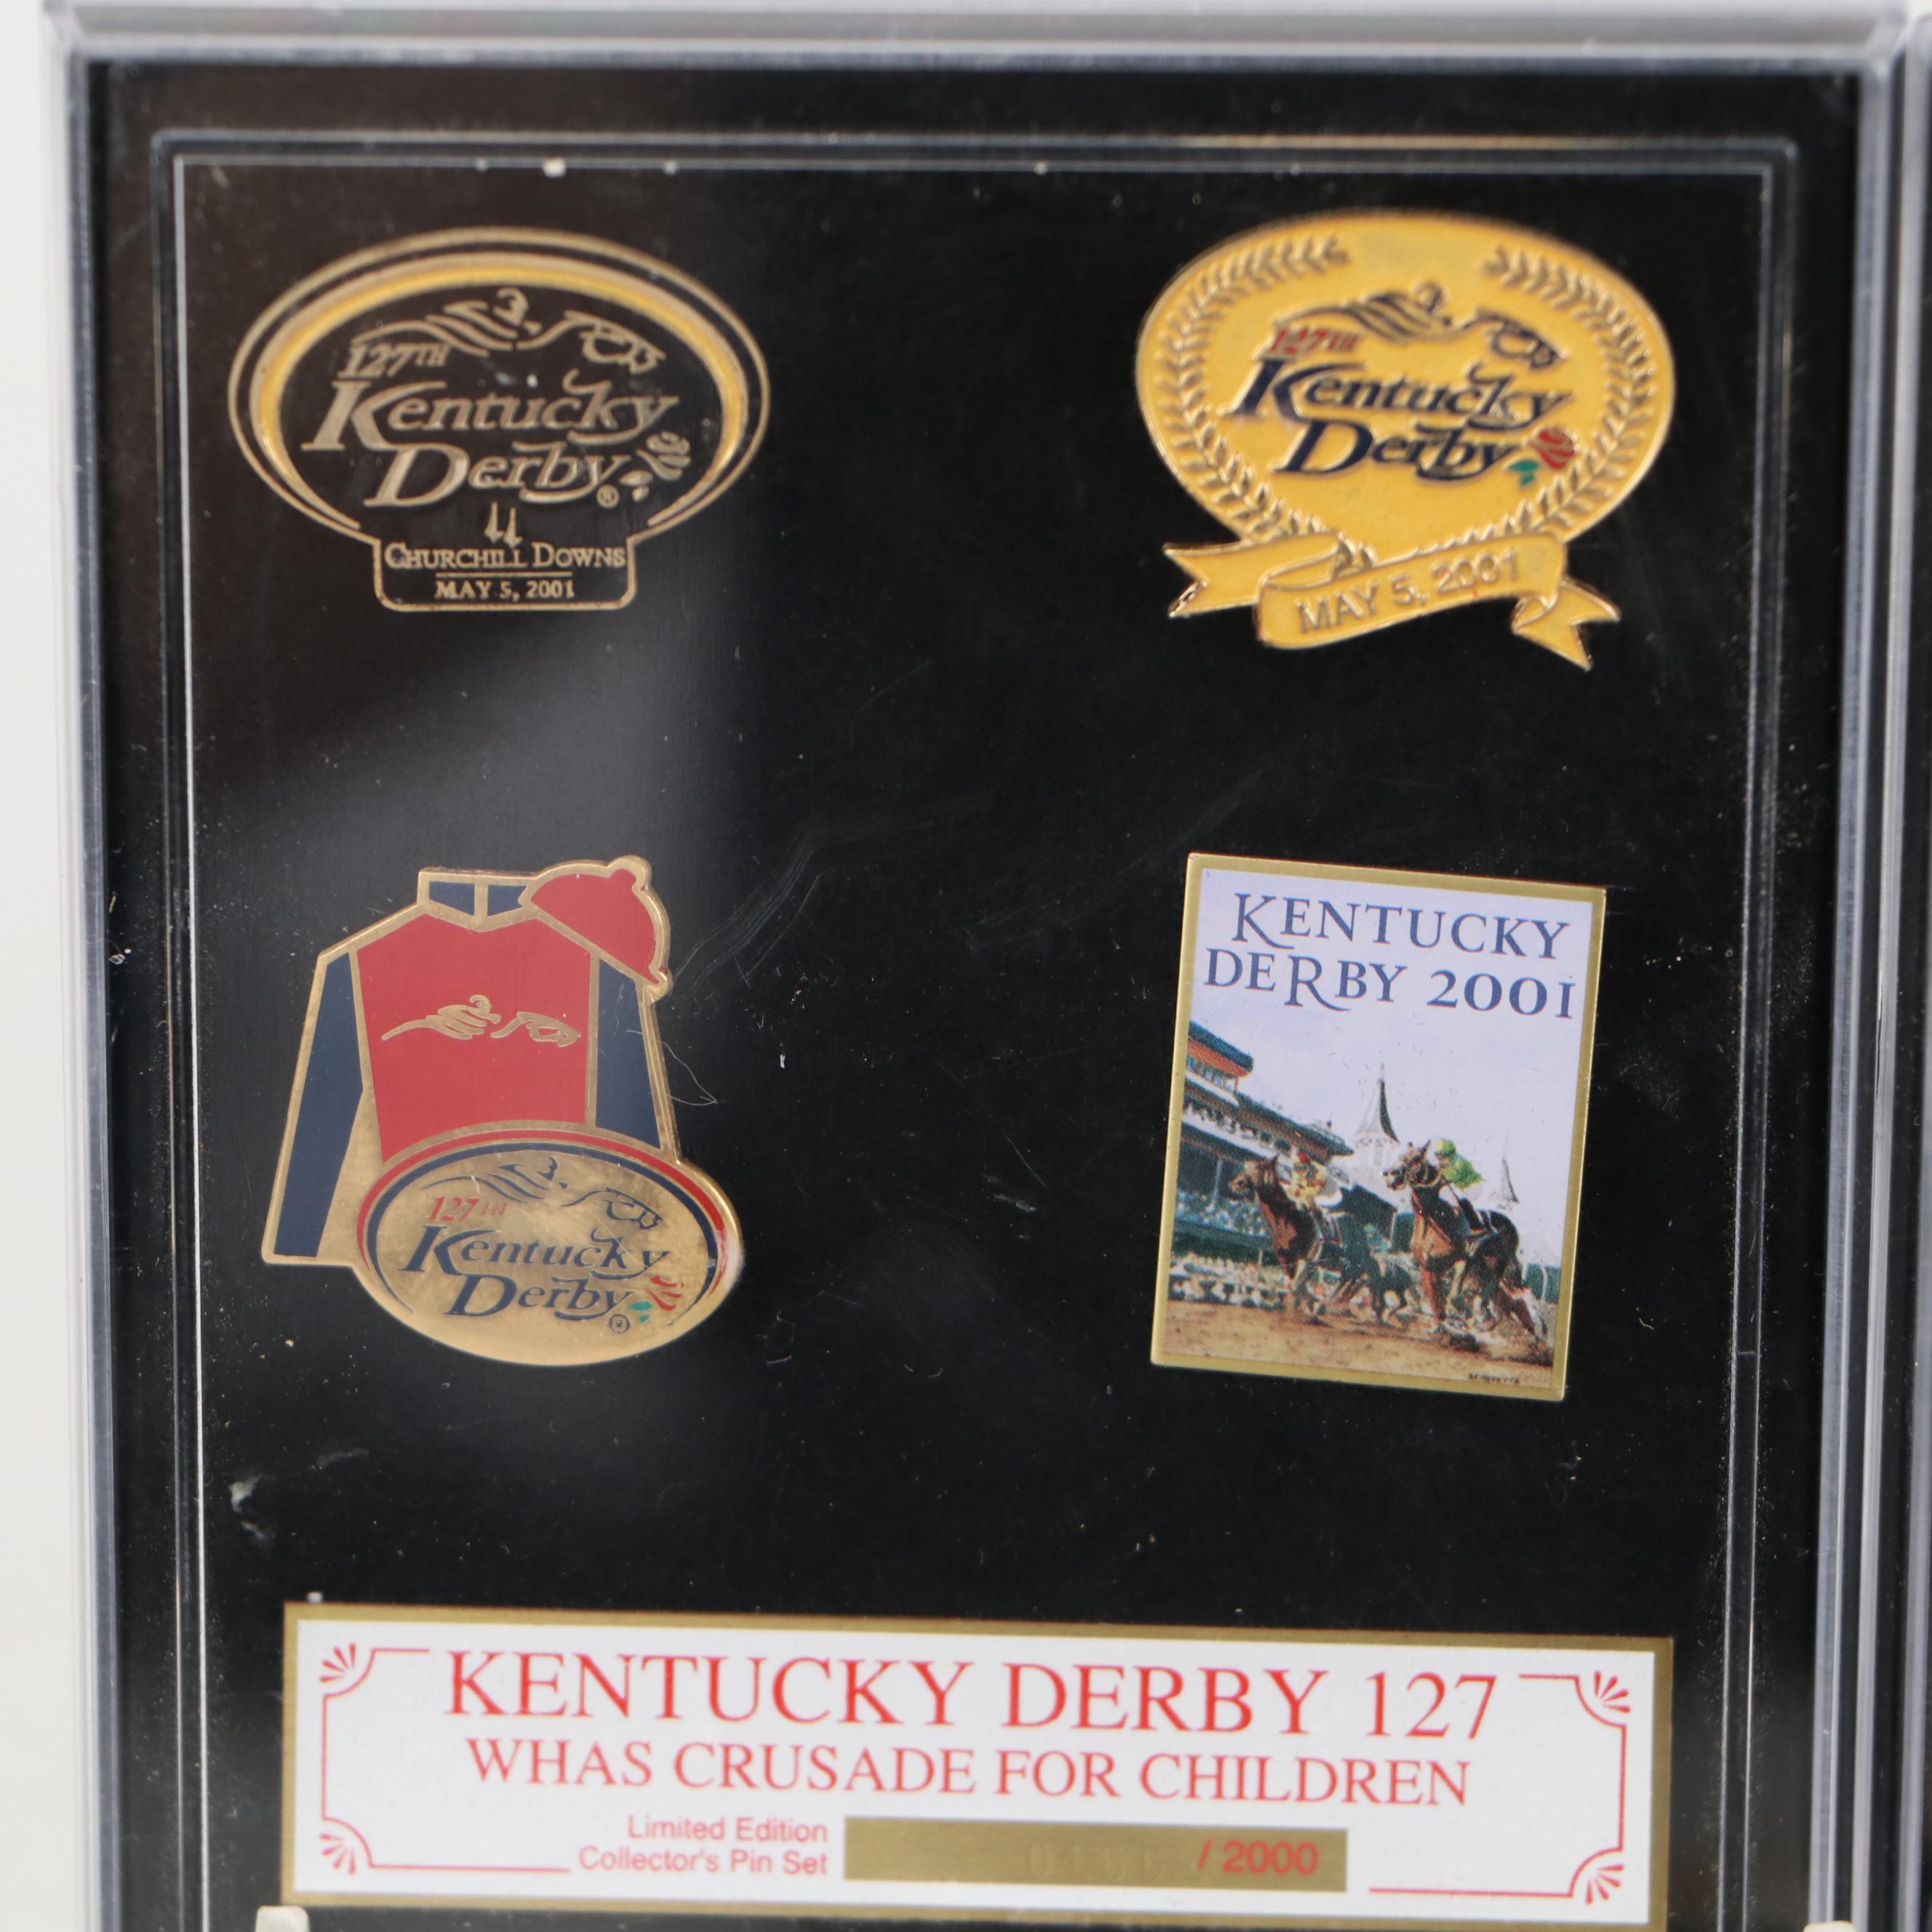 127TH
Kentucky
Derby®
CHURCHILL DOWNS
MAY 5, 2001
127TH
Kentucky
Derby
MAY 5, 2001
127TH
Kentucky
Derby®
KENTUCKY
DERBY 2001
KENTUCKY DERBY 127
WHAS CRUSADE FOR CHILDREN
Limited Edition
Collector's Pin Set
/ 2000